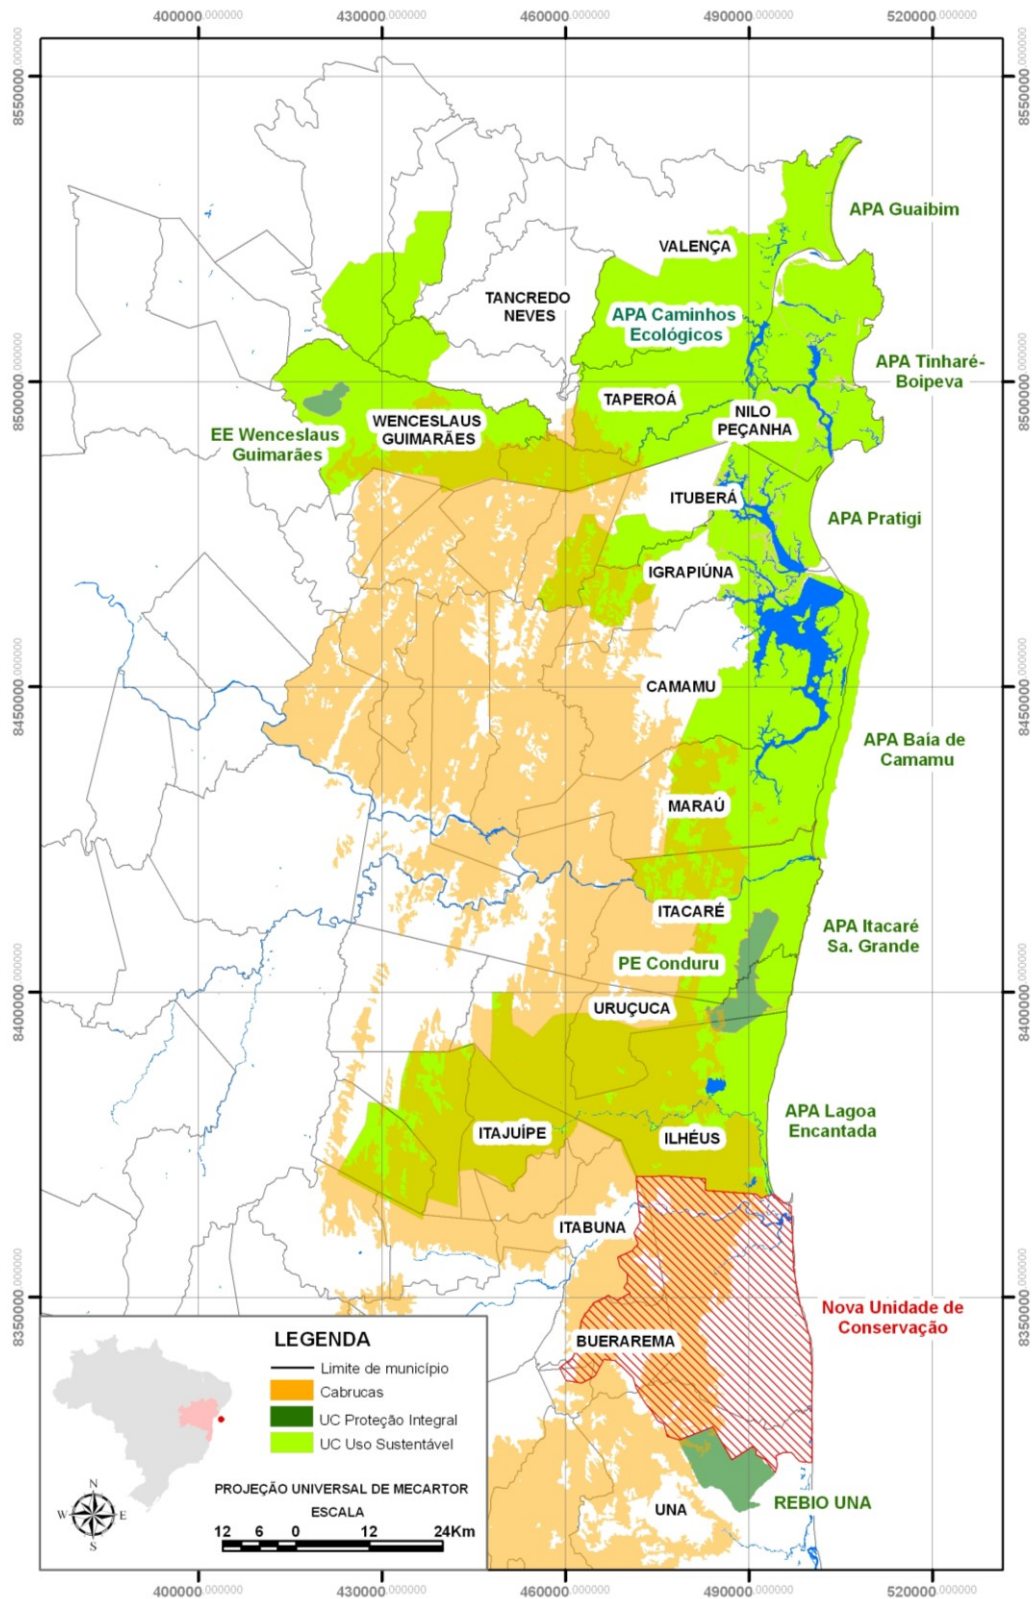 400000.000000 430000.000000 460000.000000 490000.000000 520000.000000
8550000.000000
8550000.000000
APA Guaibim
VALENÇA
TANCREDO
NEVES
APA Caminhos
Ecológicos
APA Tinharé-
Boipeva
8500000.000000
8500000.000000
TAPEROÁ
NILO
PEÇANHA
WENCESLAUS
GUIMARÃES
EE Wenceslaus
Guimarães
ITUBERÁ
APA Pratigi
IGRAPIÚNA
8450000.000000
8450000.000000
CAMAMU
APA Baía de
Camamu
MARAÚ
ITACARÉ
APA Itacaré
Sa. Grande
PE Conduru
8400000.000000
8400000.000000
URUÇUCA
APA Lagoa
Encantada
ITAJUÍPE
ILHÉUS
ITABUNA
8350000.000000
8350000.000000
Nova Unidade de
Conservação
BUERAREMA
LEGENDA
Limite de município
Cabrucas
UC Proteção Integral
UC Uso Sustentável
PROJEÇÃO UNIVERSAL DE MECARTOR
ESCALA
12 6 0 12 24Km
N
W E
S
UNA
REBIO UNA
400000.000000 430000.000000 460000.000000 490000.000000 520000.000000